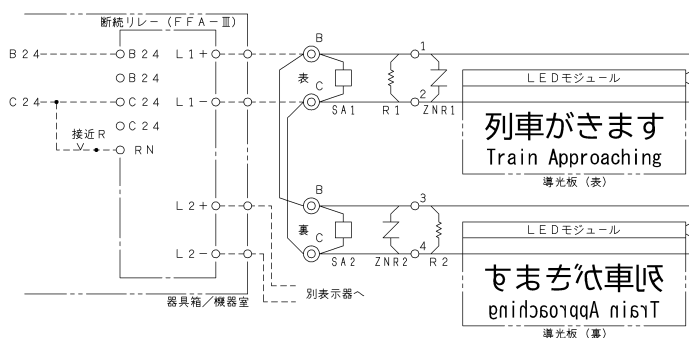 断続リレー（FFA－Ⅲ）
B24 B24 L1＋ B 1
B24 表 LEDモジュール
C24 C24 L1－ C 2
SA1 R1 ZNR1
C24
接近R
RN
列車がきます
Train Approaching
導光板（表）
B 3
L2＋ 裏 LEDモジュール
L2－ C 4
SA2 ZNR2 R2
列車がきます
Train Approaching
器具箱／機器室
別表示器へ
導光板（裏）